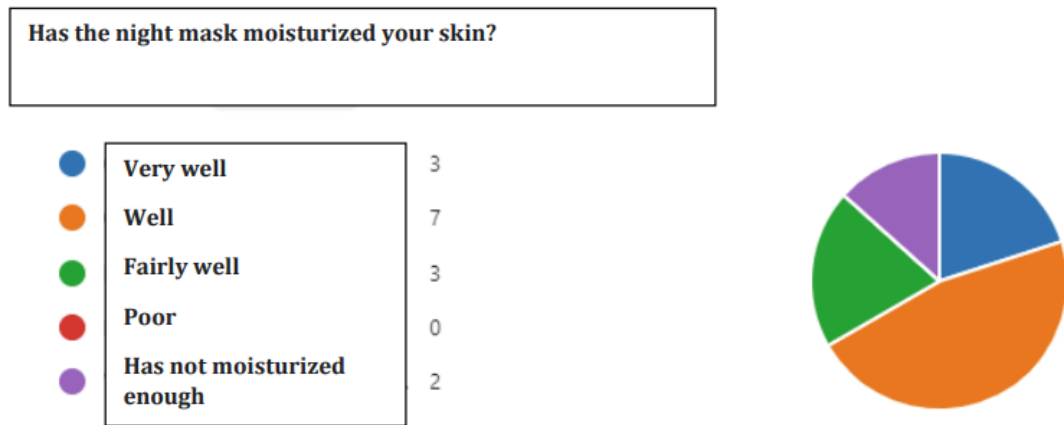 Has the night mask moisturized your skin?
Very well 3
Well 7
Fairly well 3
Poor 0
Has not moisturized
enough 2